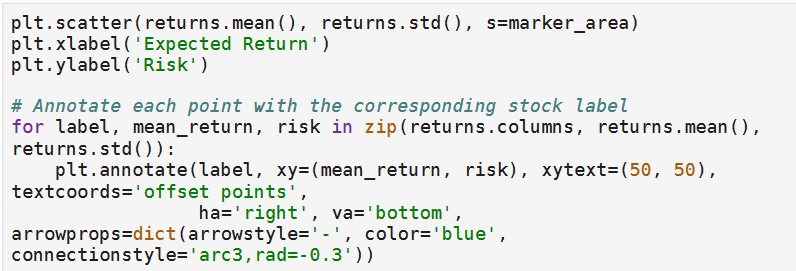 plt.scatter(returns.mean(), returns.std(), s=marker_area)
plt.xlabel('Expected Return')
plt.ylabel('Risk')

# Annotate each point with the corresponding stock label
for label, mean_return, risk in zip(returns.columns, returns.mean(),
returns.std()):
    plt.annotate(label, xy=(mean_return, risk), xytext=(50, 50),
textcoords='offset points',
                 ha='right', va='bottom',
arrowprops=dict(arrowstyle='-', color='blue',
connectionstyle='arc3,rad=-0.3'))